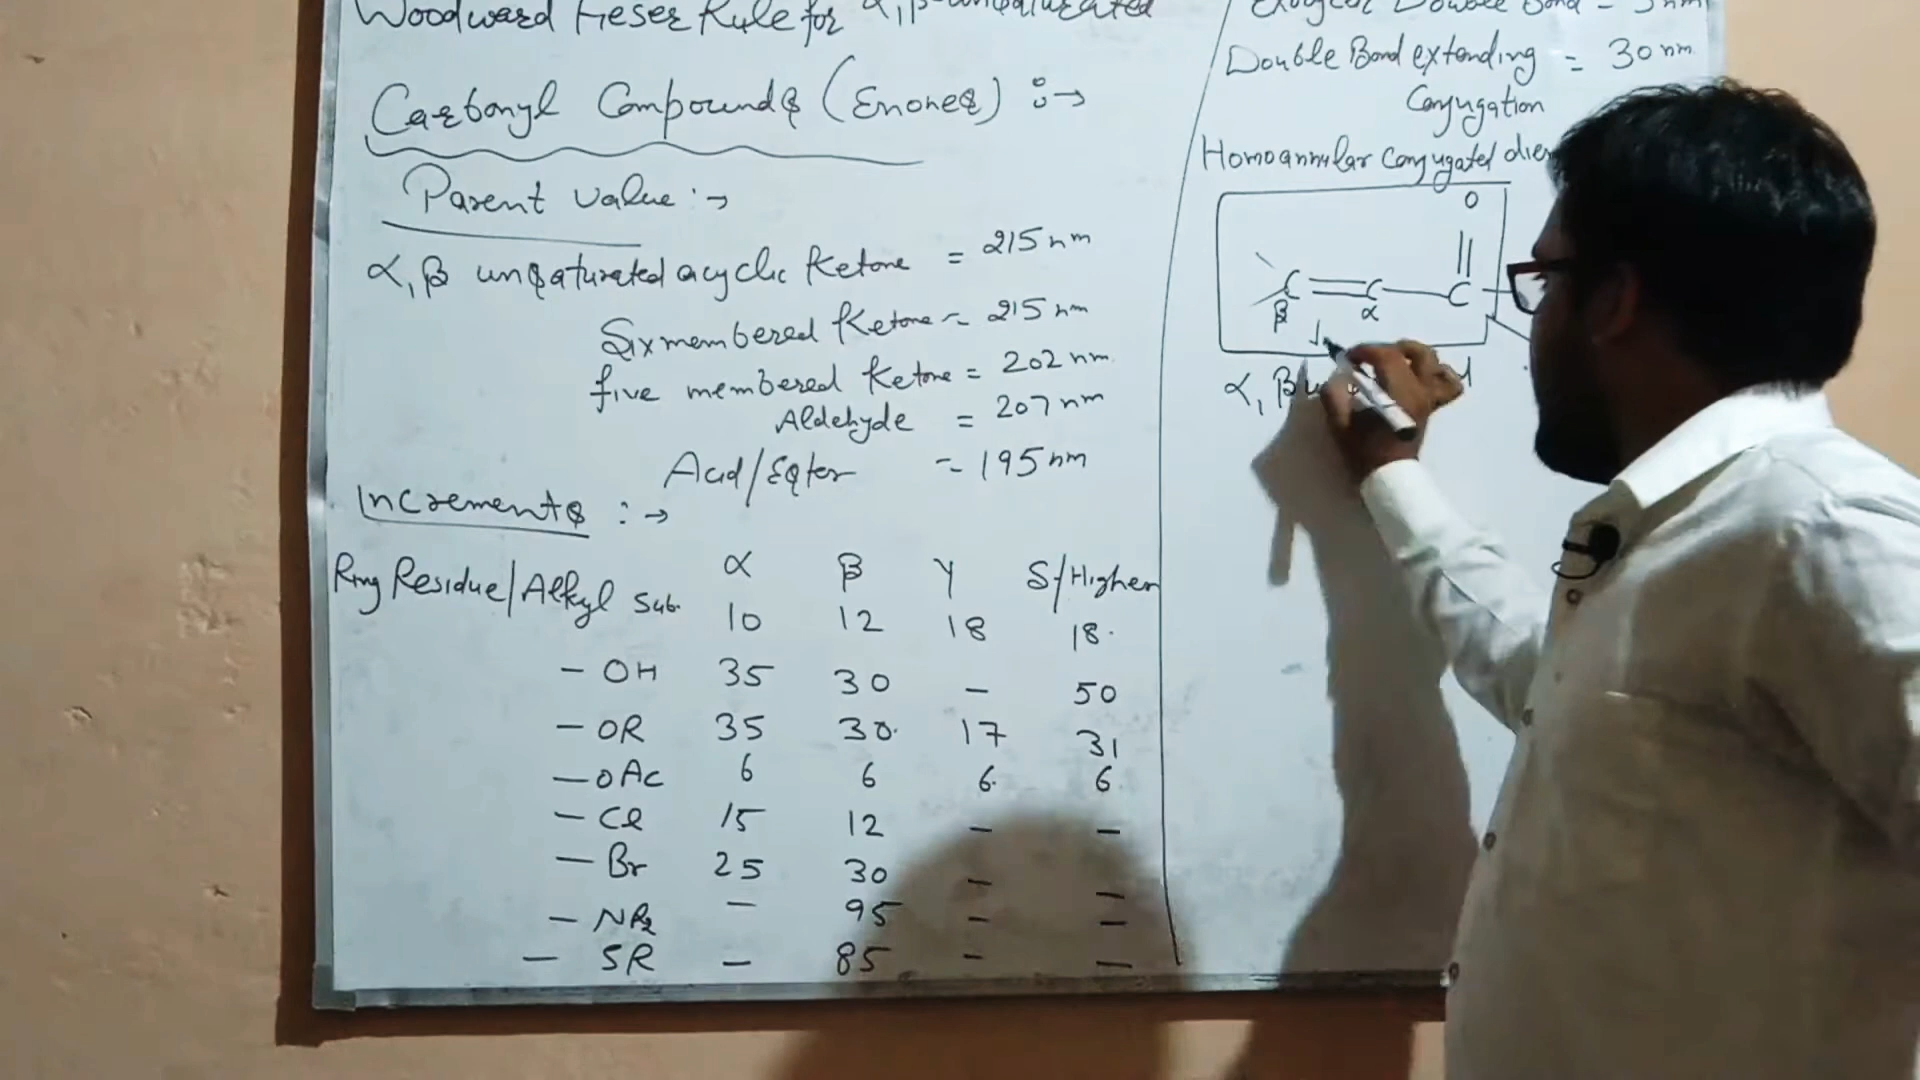 Woodward Fieser Rule for α,β-unsaturated
Carbonyl Compounds (Enones) :→
Parent value :→
α,β unsaturated acyclic Ketone = 215 nm
Six membered Ketone = 215 nm
five membered Ketone = 202 nm
Aldehyde = 207 nm
Acid/Ester = 195 nm
Increments :→
α β γ S/Higher
Ring Residue/Alkyl Sub. 10 12 18 18.
- OH 35 30 - 50
- OR 35 30. 17 31
- OAc 6 6 6. 6.
- Cl 15 12 - -
- Br 25 30 - -
- NR2 - 95 - -
- SR - 85 - -
Exocyclic Double Bond = 5 nm
Double Bond extending = 30 nm
Conjugation
Homoannular Conjugated
O
C = C - C -
β α
α, β